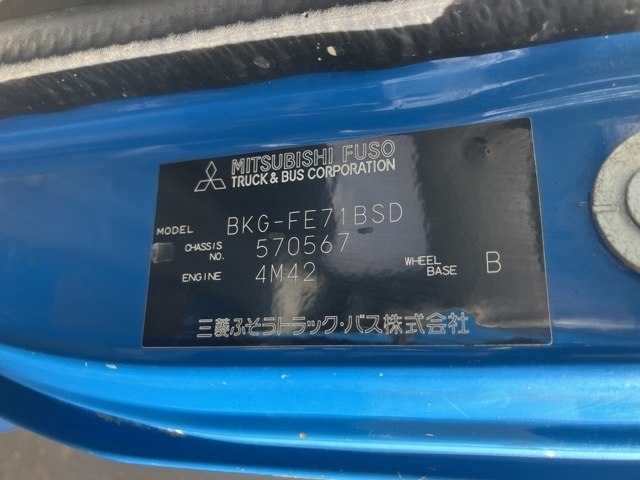 MITSUBISHI FUSO
TRUCK & BUS CORPORATION
MODEL BKG-FE71BSD
CHASSIS NO. 570567
ENGINE 4M42 WHEEL BASE B
三菱ふそうトラック・バス株式会社